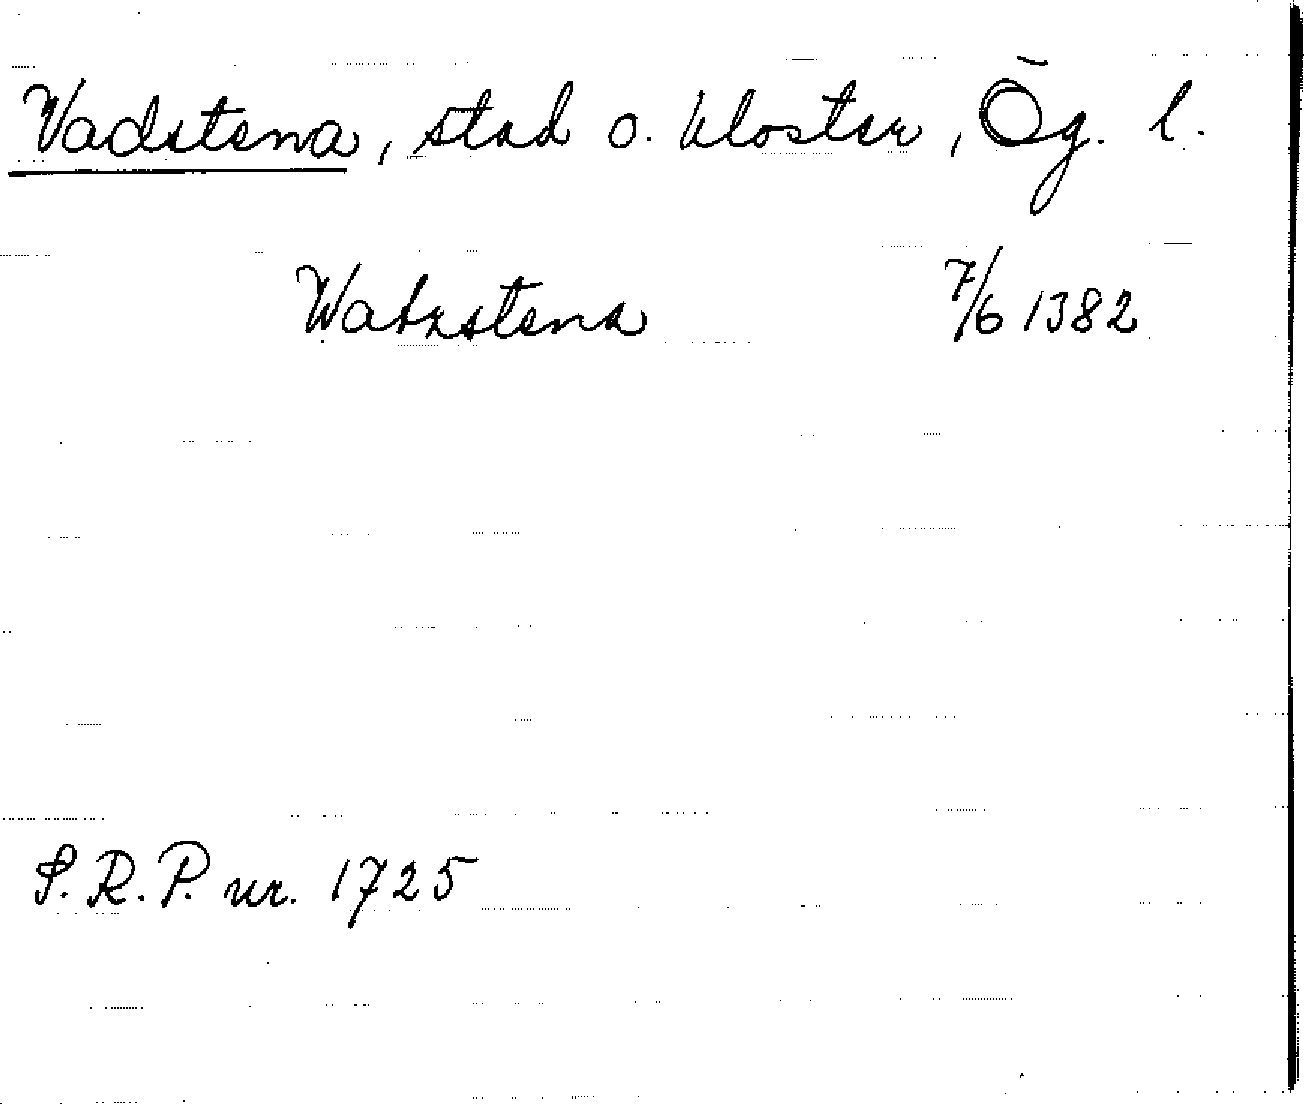 Vadstena, stad o. kloster, Ög. l.
Watzstena 7/6 1382
S.R.P. nr. 1725